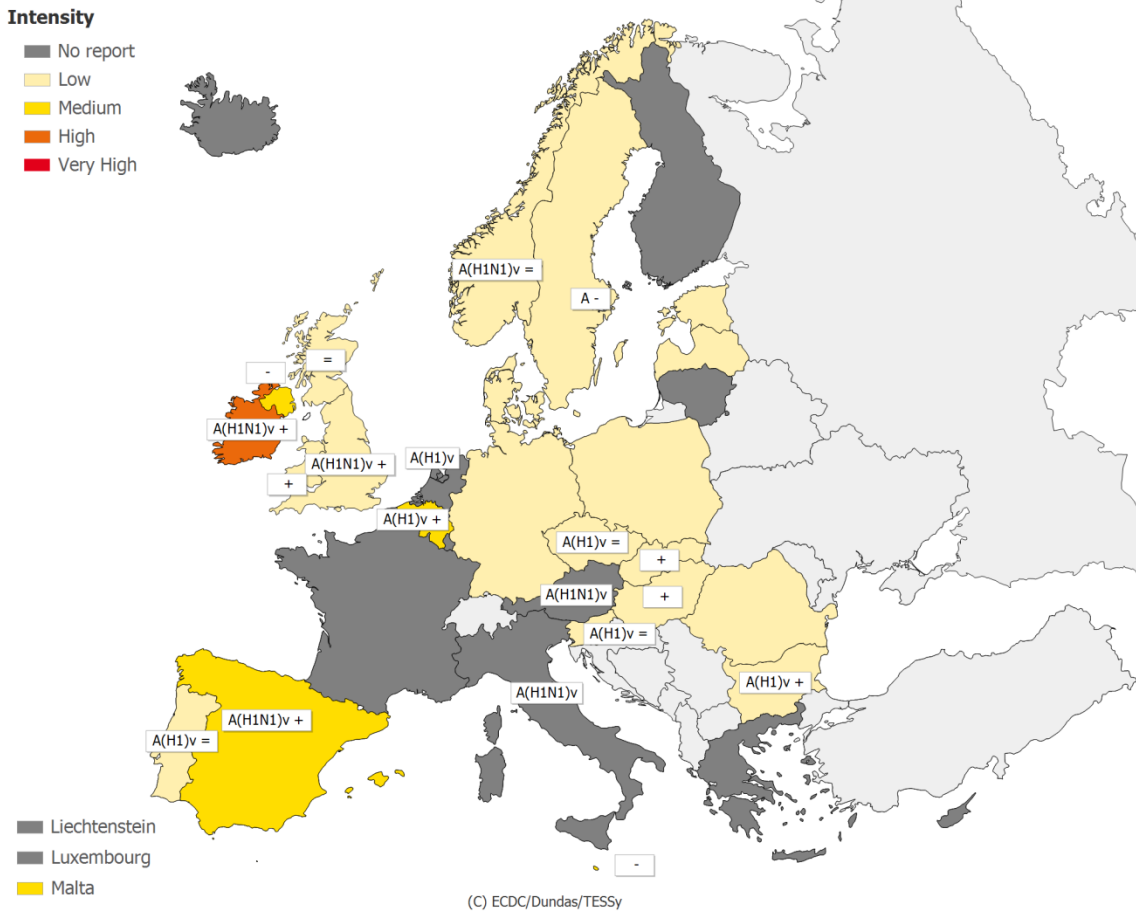 Intensity
No report
Low
Medium
High
Very High
A(H1N1)v =
A -
=
-
A(H1N1)v +
A(H1)v
A(H1N1)v +
+
A(H1)v +
A(H1)v =
+
A(H1N1)v
+
A(H1)v =
A(H1)v +
A(H1N1)v
A(H1N1)v +
A(H1)v =
Liechtenstein
Luxembourg
-
Malta
(C) ECDC/Dundas/TESSy